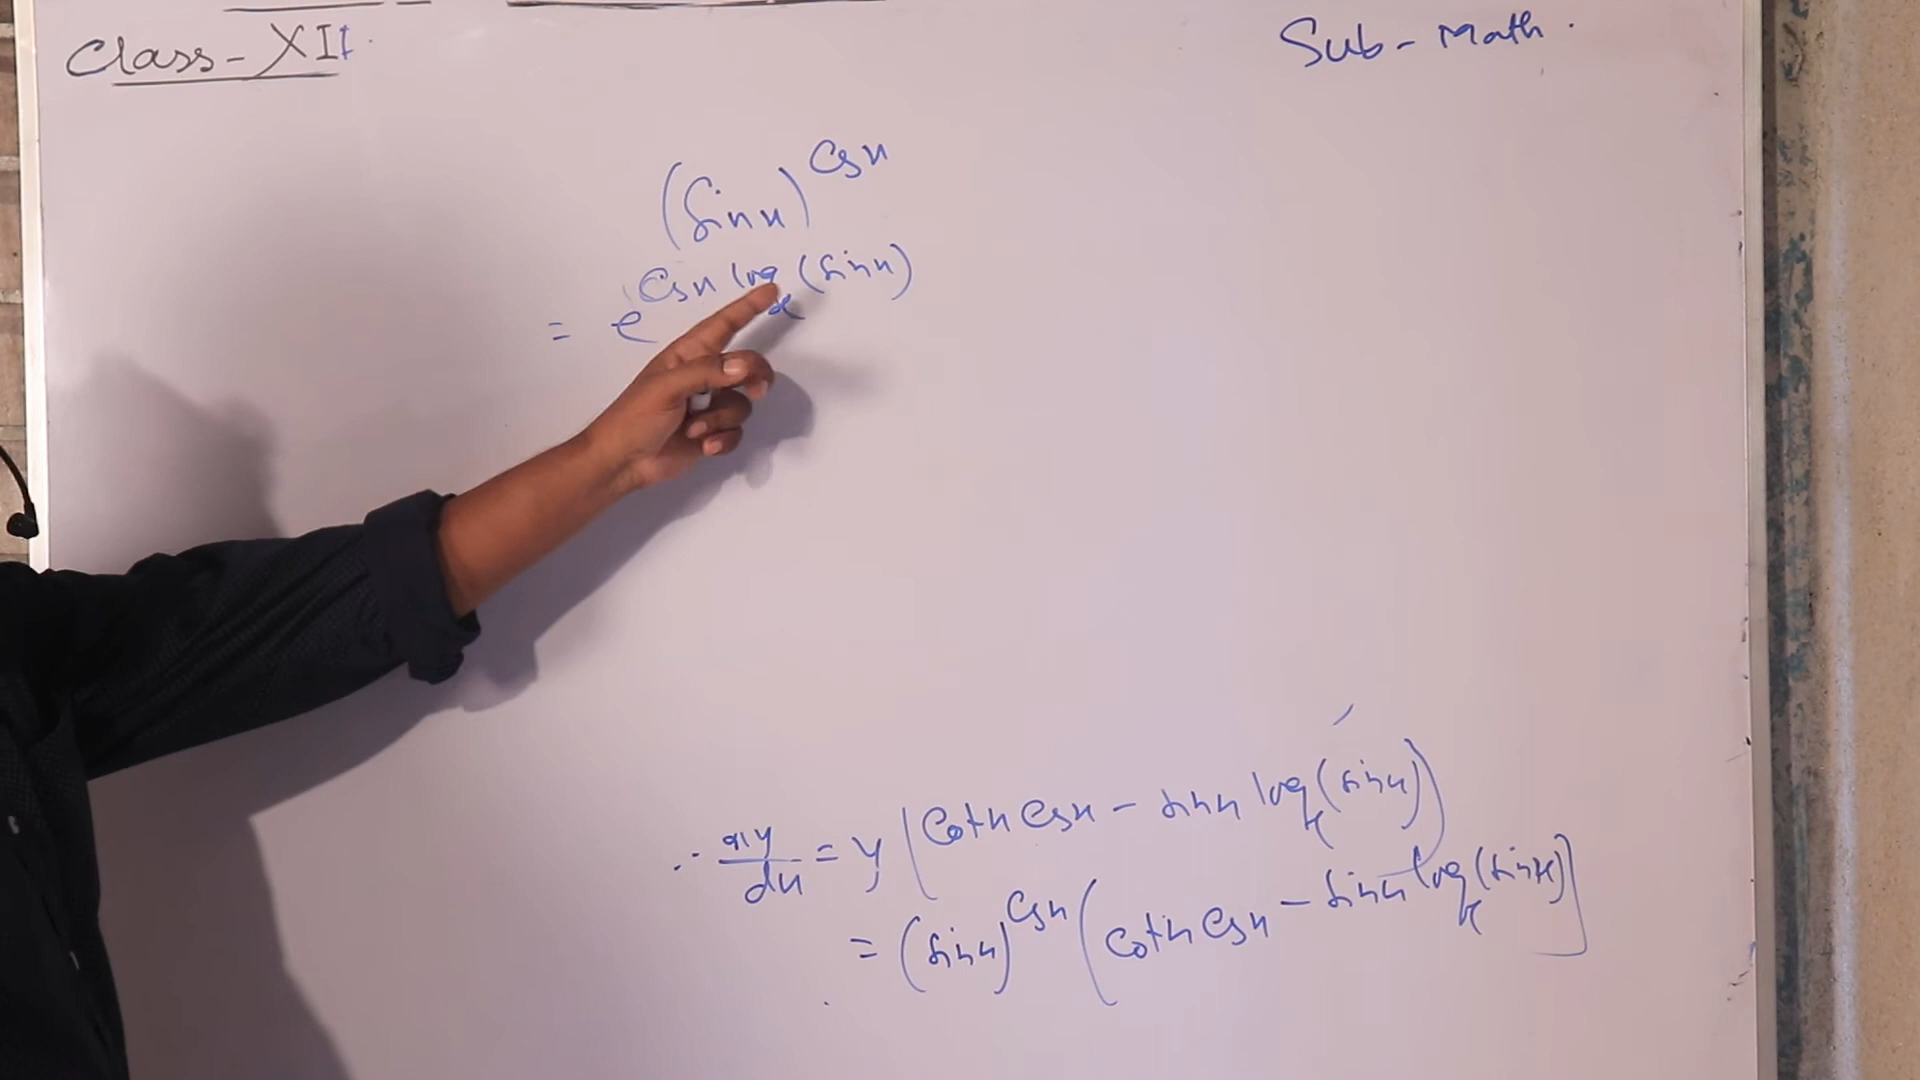 Class - XII
Sub - Math
(Sinx)^Cosx
= e^Cosx log_e(Sinx)
∴ dy/dx = y (Cotx Cosx - Sinx log_e(Sinx))
= (Sinx)^Cosx (Cotx Cosx - Sinx log_e(Sinx)]